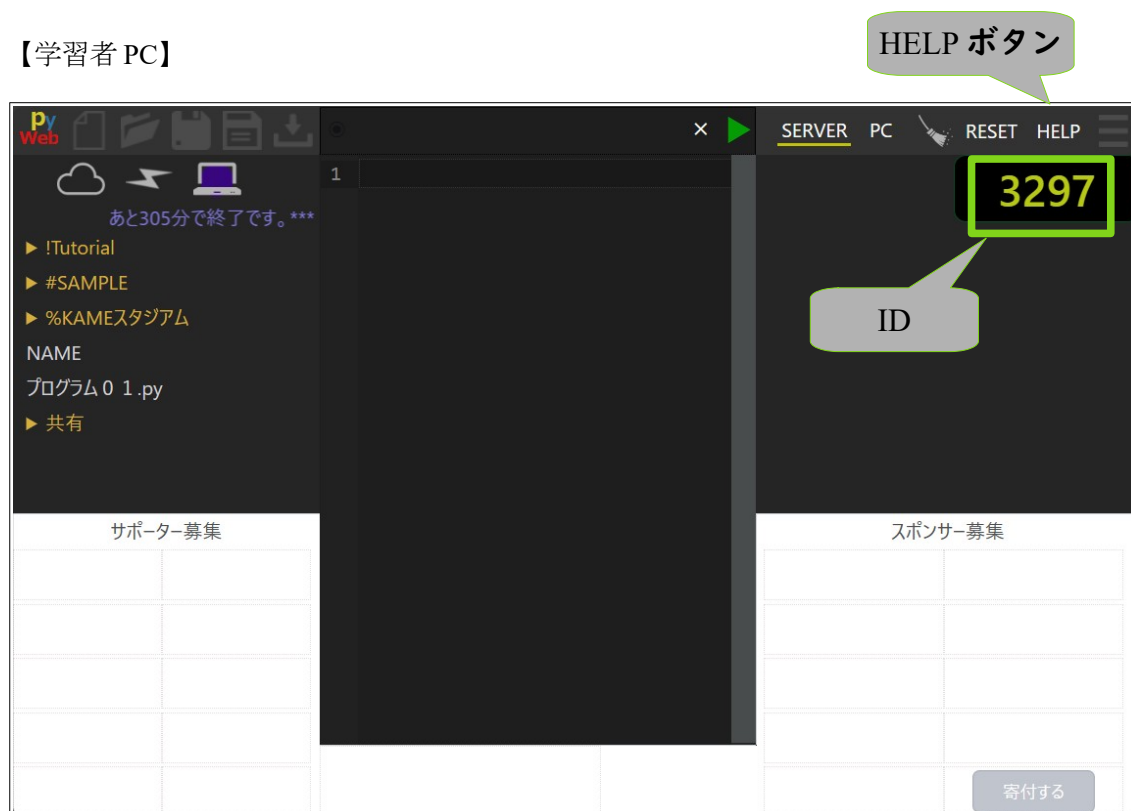 HELP ボタン
【学習者 PC】
py
Web
× SERVER PC RESET HELP
1
3297
あと305分で終了です。***
▶ !Tutorial
▶ #SAMPLE
▶ %KAMEスタジアム
ID
NAME
プログラム０１.py
▶ 共有
サポーター募集
スポンサー募集
寄付する